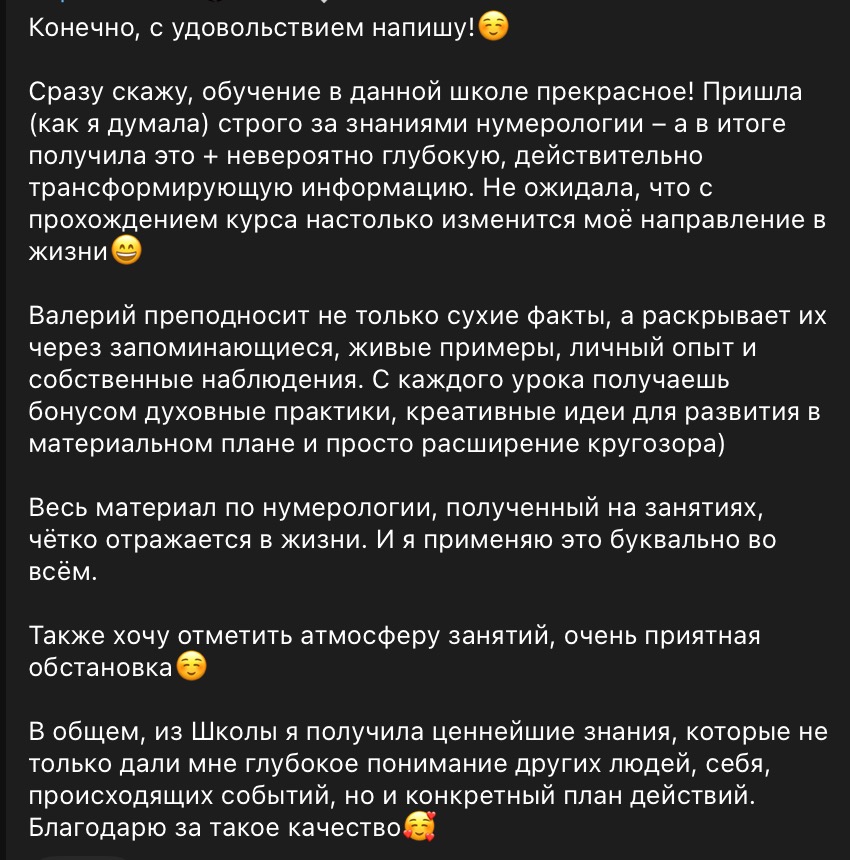 Конечно, с удовольствием напишу!☺️
Сразу скажу, обучение в данной школе прекрасное! Пришла
(как я думала) строго за знаниями нумерологии – а в итоге
получила это + невероятно глубокую, действительно
трансформирующую информацию. Не ожидала, что с
прохождением курса настолько изменится моё направление в
жизни😄
Валерий преподносит не только сухие факты, а раскрывает их
через запоминающиеся, живые примеры, личный опыт и
собственные наблюдения. С каждого урока получаешь
бонусом духовные практики, креативные идеи для развития в
материальном плане и просто расширение кругозора)
Весь материал по нумерологии, полученный на занятиях,
чётко отражается в жизни. И я применяю это буквально во
всём.
Также хочу отметить атмосферу занятий, очень приятная
обстановка☺️
В общем, из Школы я получила ценнейшие знания, которые не
только дали мне глубокое понимание других людей, себя,
происходящих событий, но и конкретный план действий.
Благодарю за такое качество🥰